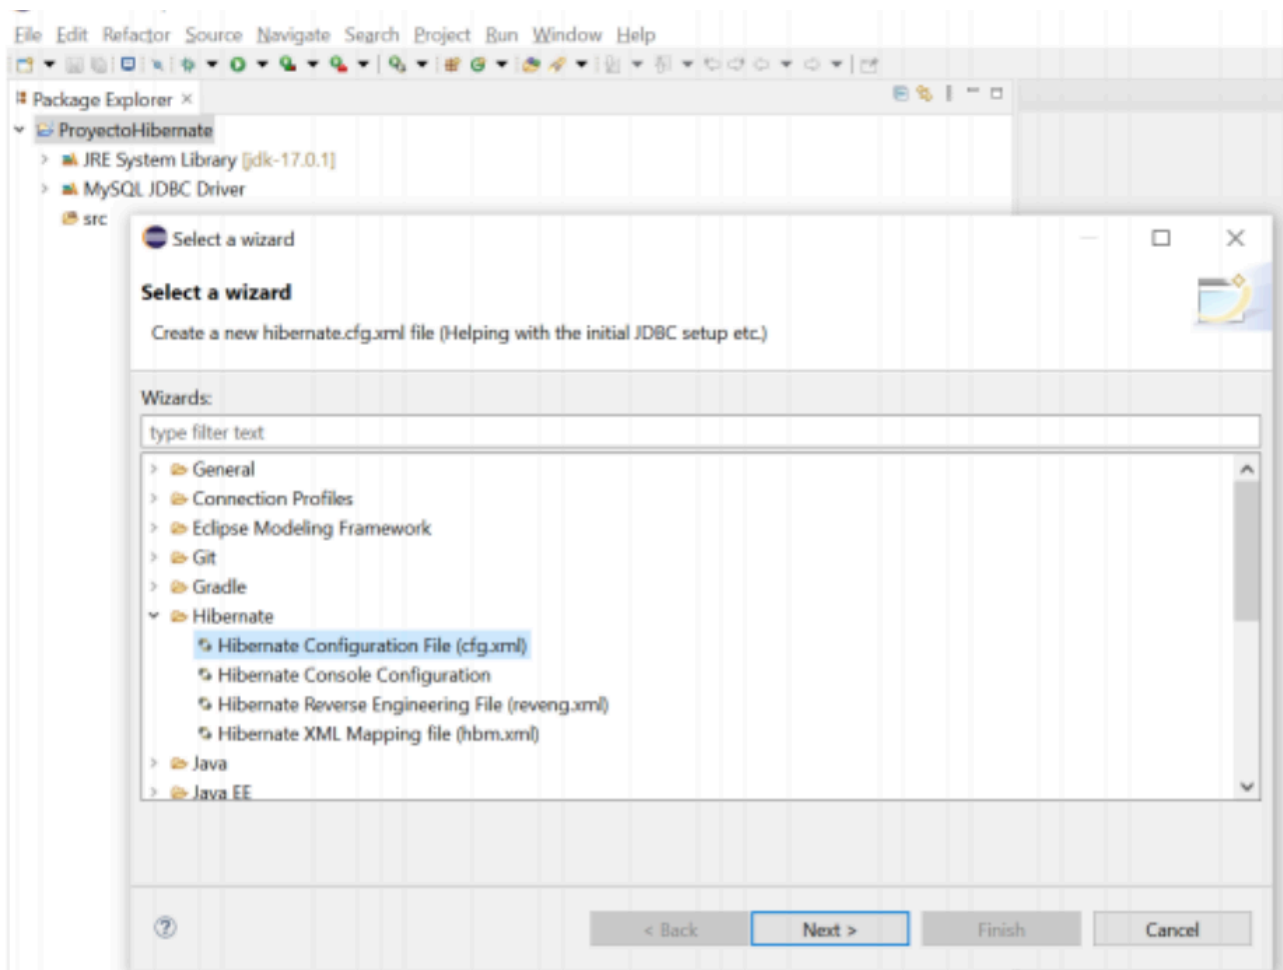 File Edit Refactor Source Navigate Search Project Run Window Help
Package Explorer ×
ProyectoHibernate
JRE System Library [jdk-17.0.1]
MySQL JDBC Driver
src
Select a wizard
Select a wizard
Create a new hibernate.cfg.xml file (Helping with the initial JDBC setup etc.)
Wizards:
type filter text
General
Connection Profiles
Eclipse Modeling Framework
Git
Gradle
Hibernate
Hibernate Configuration File (cfg.xml)
Hibernate Console Configuration
Hibernate Reverse Engineering File (reveng.xml)
Hibernate XML Mapping file (hbm.xml)
Java
Java EE
< Back Next > Finish Cancel